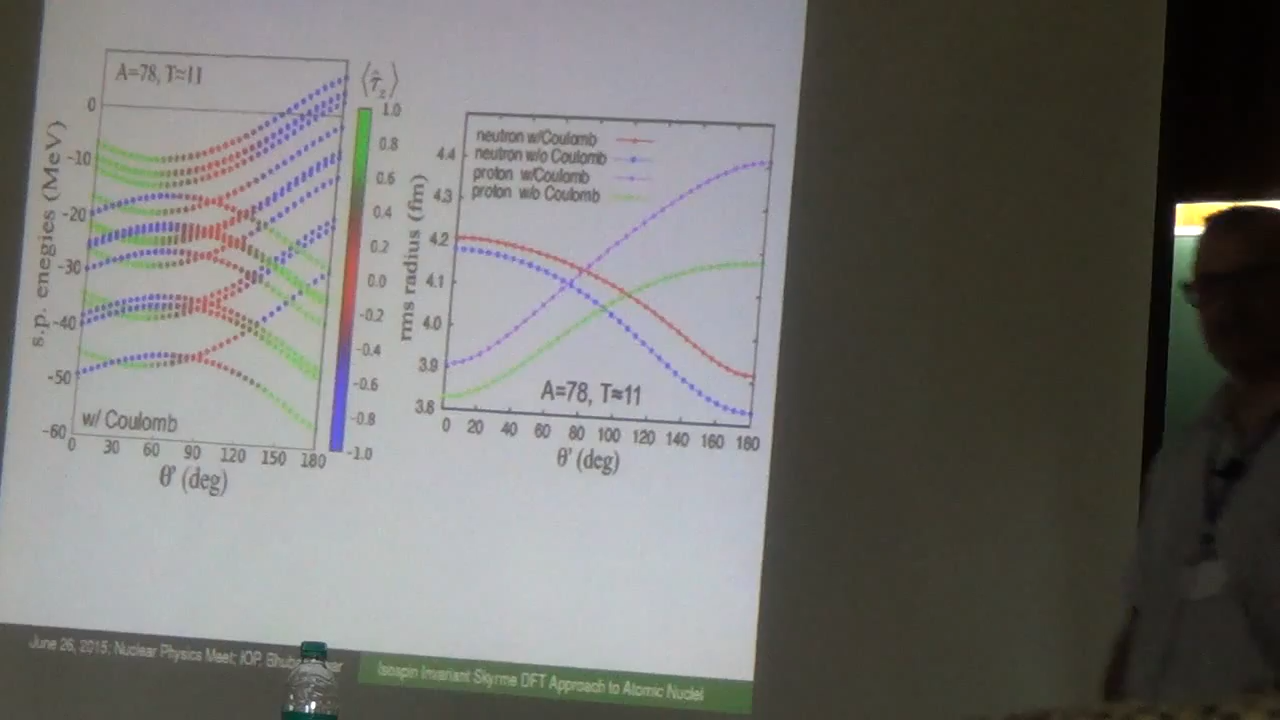 A=78, T≈11
⟨τ̂z⟩
0
-10
-20
-30
-40
-50
-60
s.p. enegies (MeV)
w/ Coulomb
0 30 60 90 120 150 180
θ' (deg)
1.0
0.8
0.6
0.4
0.2
0.0
-0.2
-0.4
-0.6
-0.8
-1.0
neutron w/Coulomb
neutron w/o Coulomb
proton w/Coulomb
proton w/o Coulomb
4.4
4.3
4.2
4.1
4.0
3.9
3.8
rms radius (fm)
A=78, T≈11
0 20 40 60 80 100 120 140 160 180
θ' (deg)
June 26, 2015: Nuclear Physics Meet: IOP,
Isospin Invariant Skyrme DFT Approach to Atomic Nuclei